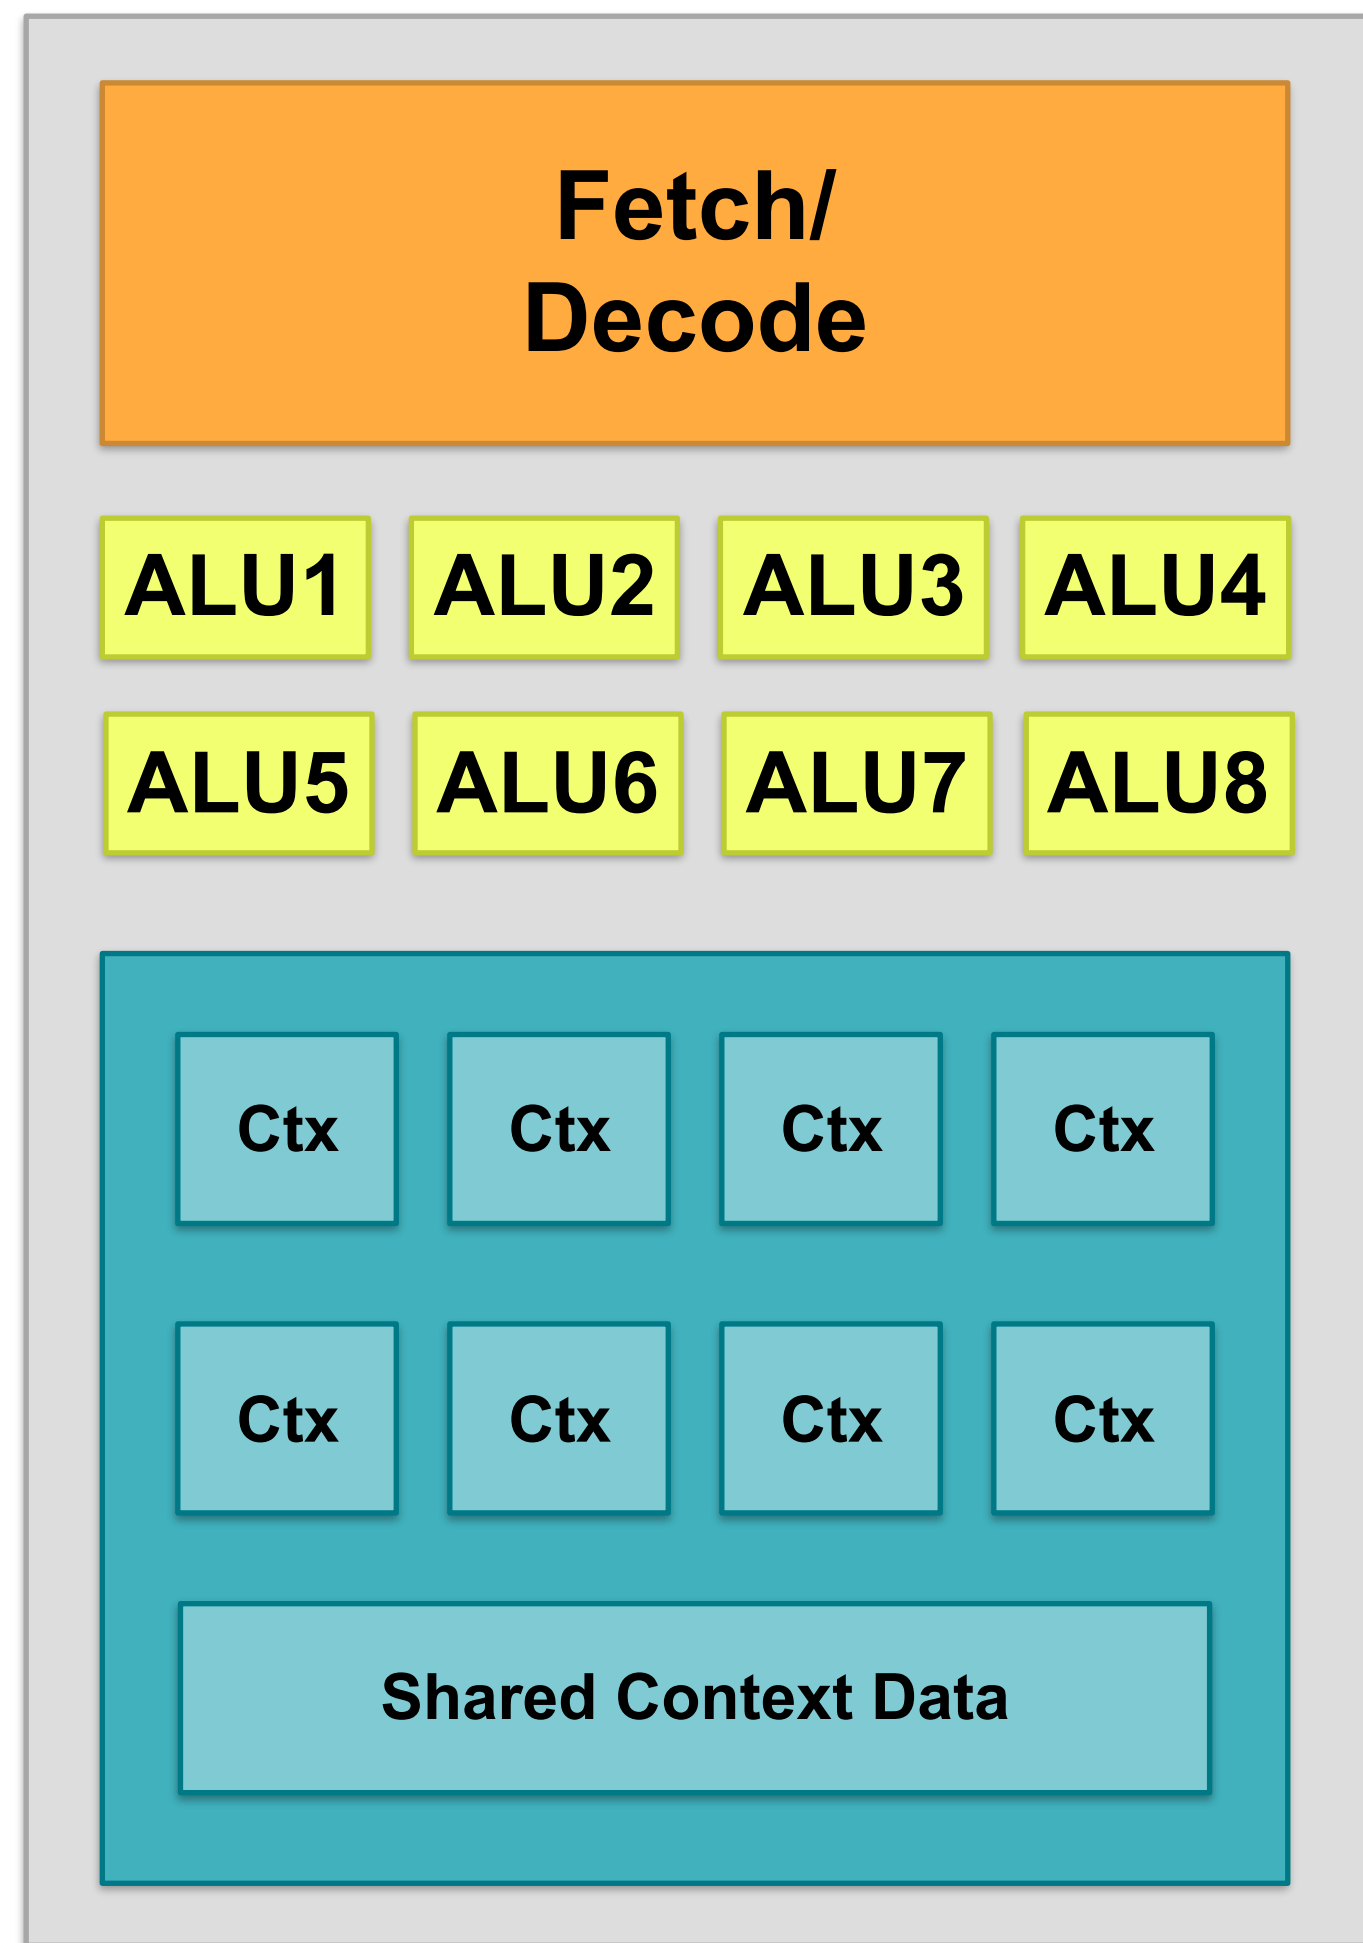 Fetch/
Decode
ALU1 ALU2 ALU3 ALU4
ALU5 ALU6 ALU7 ALU8
Ctx Ctx Ctx Ctx
Ctx Ctx Ctx Ctx
Shared Context Data